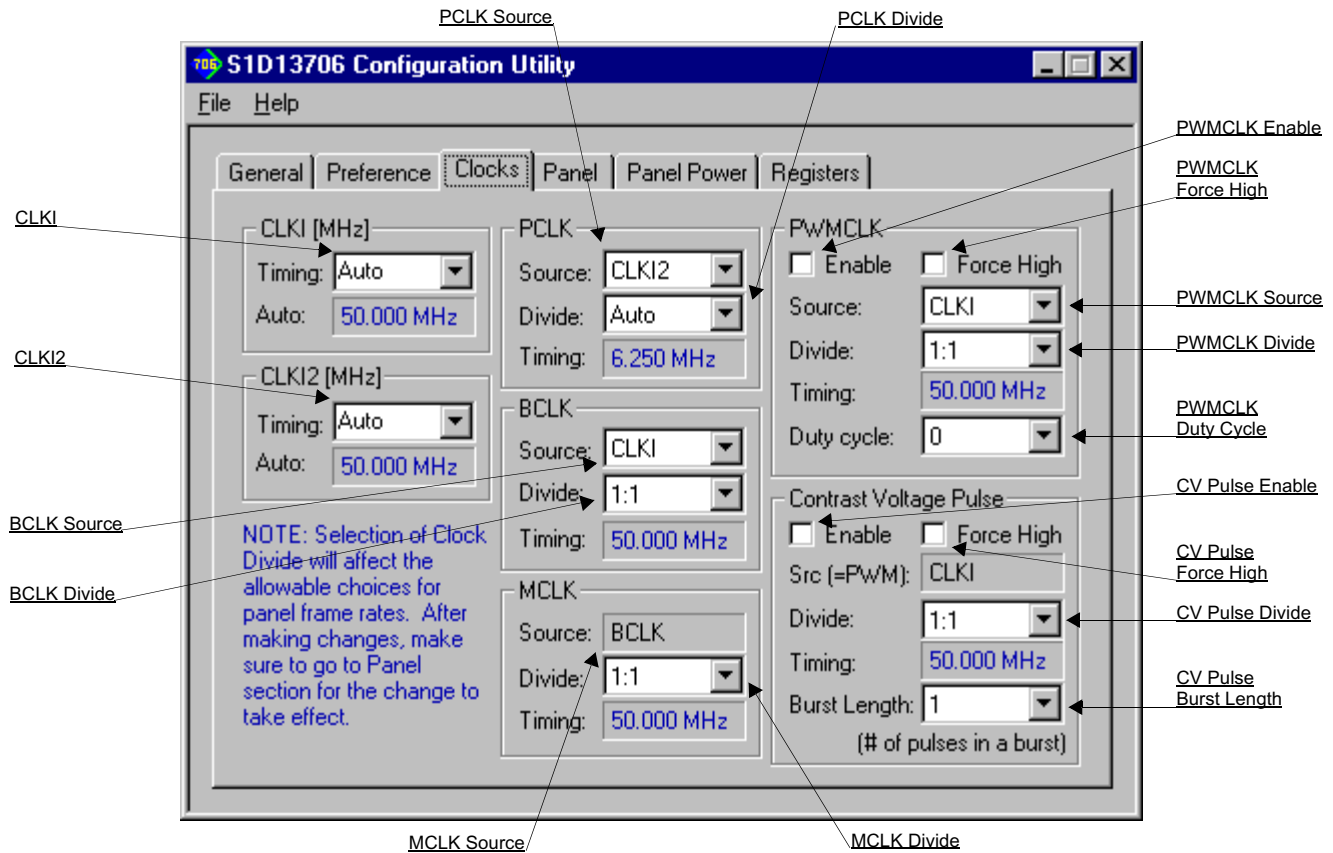 PCLK Source
PCLK Divide
706 S1D13706 Configuration Utility
File Help
PWMCLK Enable
PWMCLK
Force High
General Preference Clocks Panel Panel Power Registers
CLKI
CLKI [MHz]
Timing: Auto
Auto: 50.000 MHz
CLKI2
CLKI2 [MHz]
Timing: Auto
Auto: 50.000 MHz
NOTE: Selection of Clock
Divide will affect the
allowable choices for
panel frame rates. After
making changes, make
sure to go to Panel
section for the change to
take effect.
BCLK Source
BCLK Divide
PCLK
Source: CLKI2
Divide: Auto
Timing: 6.250 MHz
BCLK
Source: CLKI
Divide: 1:1
Timing: 50.000 MHz
MCLK
Source: BCLK
Divide: 1:1
Timing: 50.000 MHz
PWMCLK
Enable Force High
Source: CLKI
Divide: 1:1
Timing: 50.000 MHz
Duty cycle: 0
Contrast Voltage Pulse
Enable Force High
Src (=PWM): CLKI
Divide: 1:1
Timing: 50.000 MHz
Burst Length: 1
(# of pulses in a burst)
PWMCLK Source
PWMCLK Divide
PWMCLK
Duty Cycle
CV Pulse Enable
CV Pulse
Force High
CV Pulse Divide
CV Pulse
Burst Length
MCLK Source
MCLK Divide